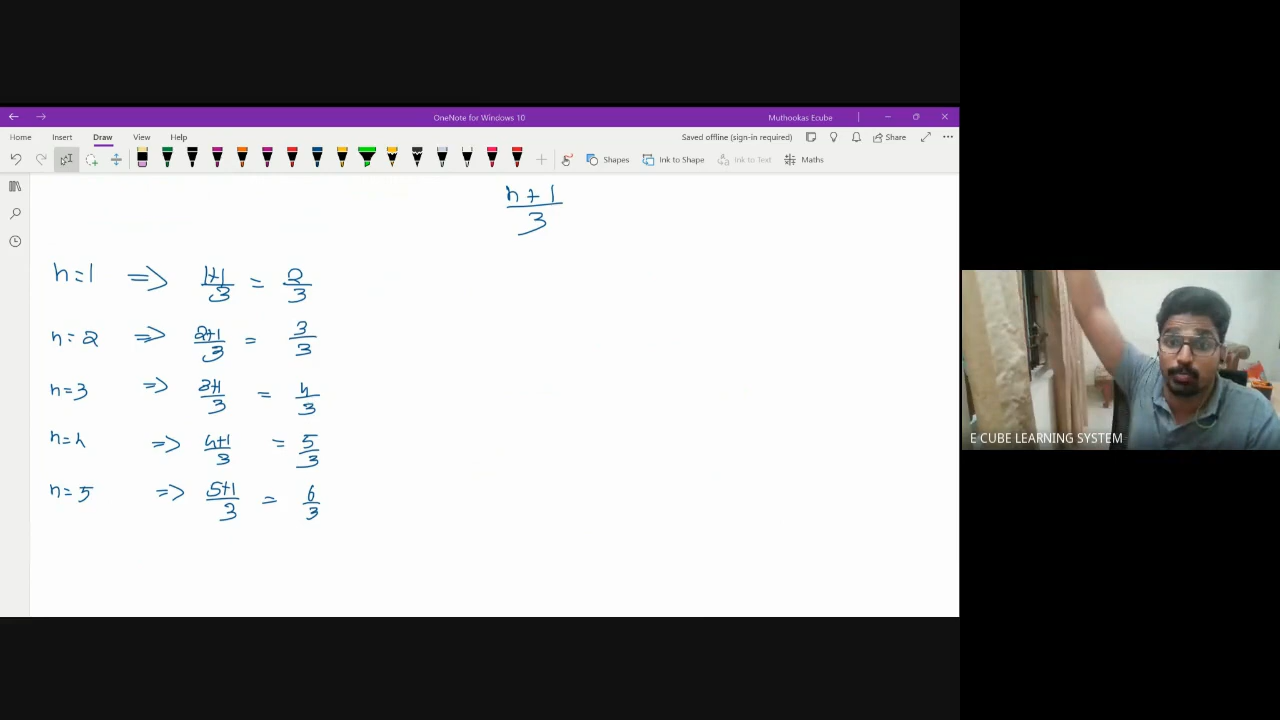 OneNote for Windows 10
Muthookas Ecube
Home Insert Draw View Help
Saved offline (sign-in required)
Share
Shapes
Ink to Shape
Ink to Text
Maths
n+1
3
n=1 => 1+1/3 = 2/3
n=2 => 2+1/3 = 3/3
n=3 => 3+1/3 = 4/3
n=4 => 4+1/3 = 5/3
n=5 => 5+1/3 = 6/3
E CUBE LEARNING SYSTEM